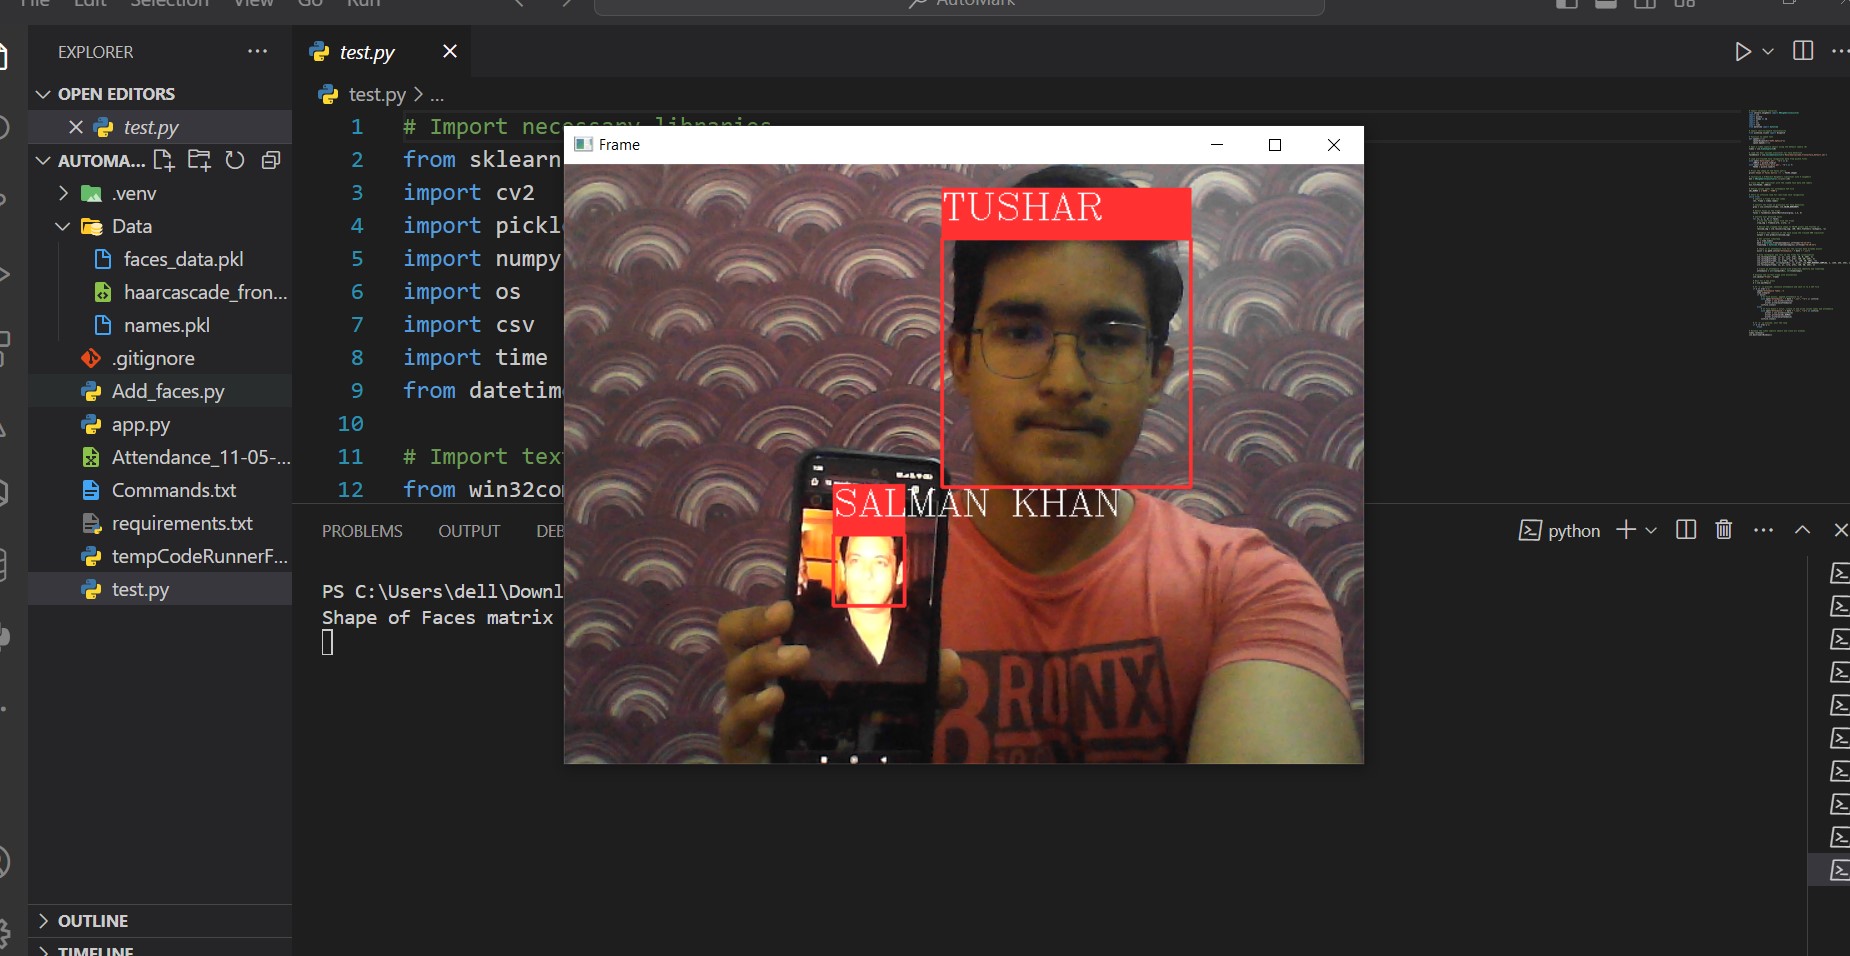 File Edit Selection View Go Run
AutoMark
EXPLORER
OPEN EDITORS
test.py
AUTOMA...
.venv
Data
faces_data.pkl
haarcascade_fron...
names.pkl
.gitignore
Add_faces.py
app.py
Attendance_11-05-...
Commands.txt
requirements.txt
tempCodeRunnerF...
test.py
OUTLINE
TIMELINE
test.py
test.py > ...
1 # Import necessary libraries
2 from sklearn
3 import cv2
4 import pickl
5 import numpy
6 import os
7 import csv
8 import time
9 from datetim
10
11 # Import tex
12 from win32co
Frame
TUSHAR
SALMAN KHAN
BRONX
PROBLEMS OUTPUT DEB
python
PS C:\Users\dell\Downl
Shape of Faces matrix